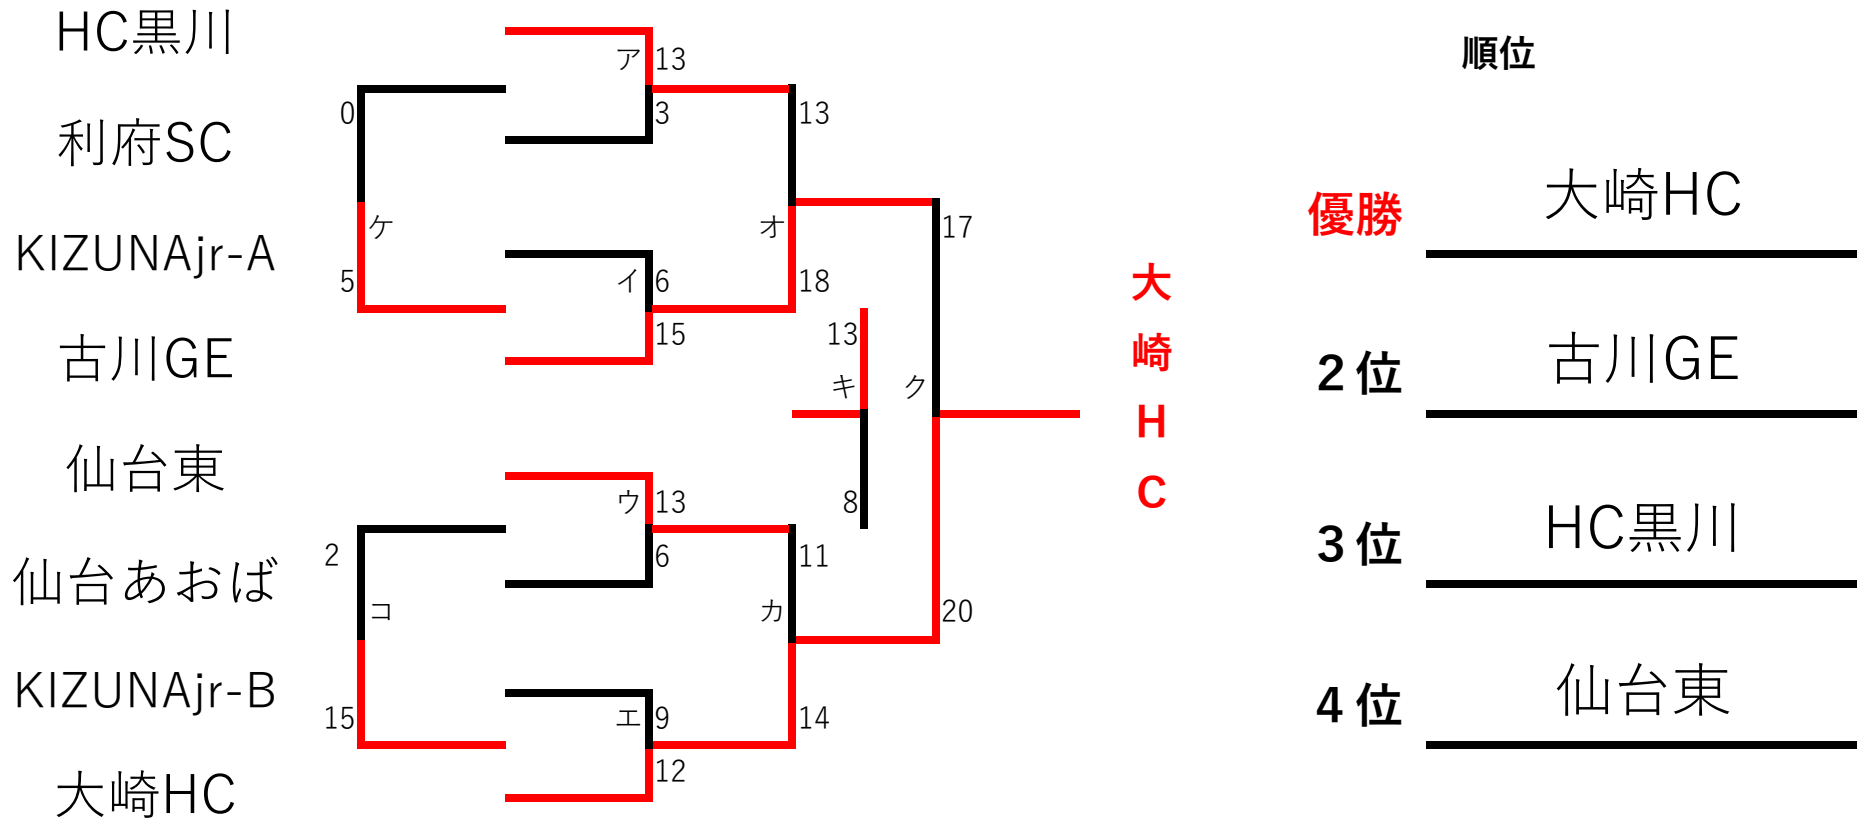 HC黒川
利府SC
KIZUNAjr-A
古川GE
仙台東
仙台あおば
KIZUNAjr-B
大崎HC
0
ケ
5
2
コ
15
ア
13
3
イ
6
15
ウ
13
6
エ
9
12
13
オ
18
11
カ
14
13
キ
8
17
ク
20
大崎HC
順位
優勝 大崎HC
2位 古川GE
3位 HC黒川
4位 仙台東